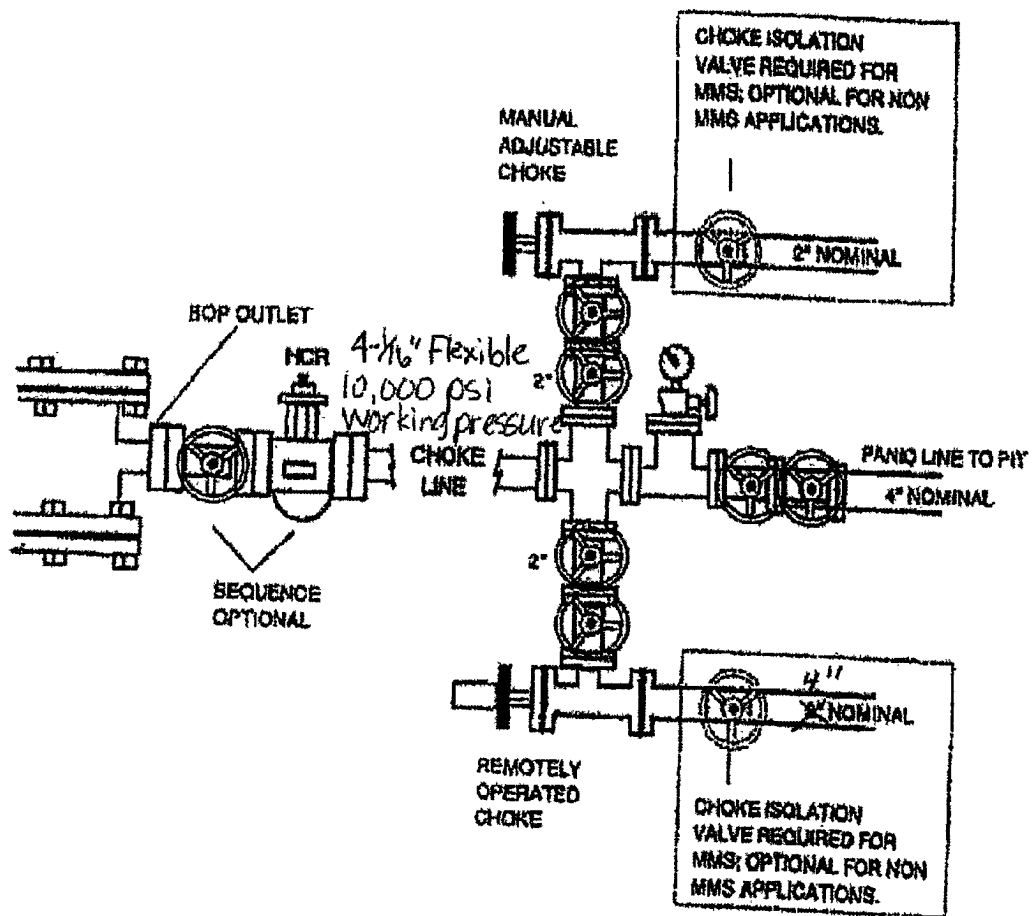 CHOKE ISOLATION
VALVE REQUIRED FOR
MMS; OPTIONAL FOR NON
MMS APPLICATIONS.
MANUAL
ADJUSTABLE
CHOKE
2" NOMINAL
BOP OUTLET
HCR
4-1/16" Flexible
10,000 psi
Working pressure
2"
CHOKE
LINE
PANIC LINE TO PIT
4" NOMINAL
2"
SEQUENCE
OPTIONAL
4"
NOMINAL
REMOTELY
OPERATED
CHOKE
CHOKE ISOLATION
VALVE REQUIRED FOR
MMS; OPTIONAL FOR NON
MMS APPLICATIONS.